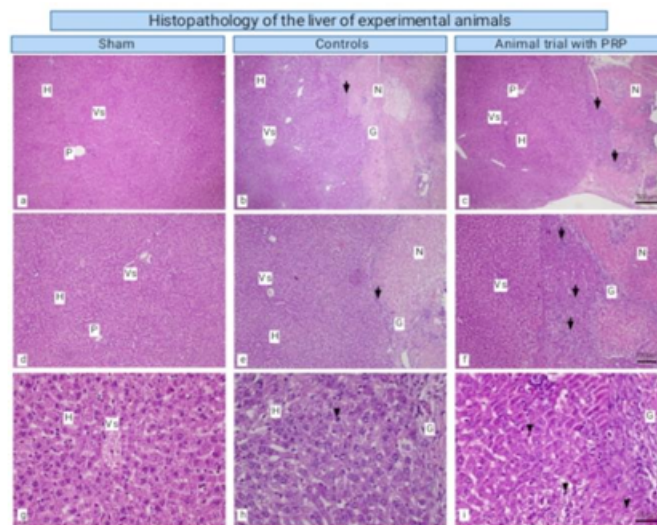 Histopathology of the liver of experimental animals
Sham Controls Animal trial with PRP
H Vs P a
H N Vs G b
P N Vs H c
Vs H P d
Vs N H G e
N Vs G f
H Vs g
H G h
G i